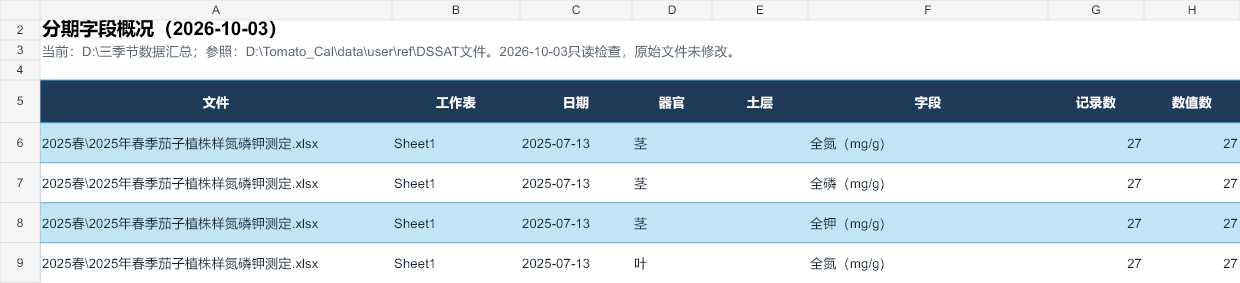 A B C D E F G H
2 分期字段概况（2026-10-03）
3 当前：D:\三季节数据汇总；参照：D:\Tomato_Cal\data\user\ref\DSSAT文件。2026-10-03只读检查，原始文件未修改。
4
5 文件 工作表 日期 器官 土层 字段 记录数 数值数
6 2025春\2025年春季茄子植株样氮磷钾测定.xlsx Sheet1 2025-07-13 茎 全氮（mg/g） 27 27
7 2025春\2025年春季茄子植株样氮磷钾测定.xlsx Sheet1 2025-07-13 茎 全磷（mg/g） 27 27
8 2025春\2025年春季茄子植株样氮磷钾测定.xlsx Sheet1 2025-07-13 茎 全钾（mg/g） 27 27
9 2025春\2025年春季茄子植株样氮磷钾测定.xlsx Sheet1 2025-07-13 叶 全氮（mg/g） 27 27